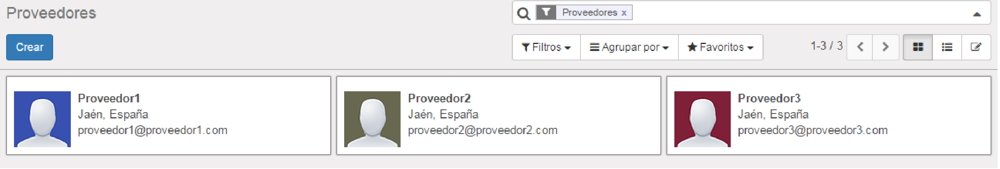 Proveedores
Proveedores x
Crear
Filtros
Agrupar por
Favoritos
1-3 / 3
Proveedor1
Jaén, España
proveedor1@proveedor1.com
Proveedor2
Jaén, España
proveedor2@proveedor2.com
Proveedor3
Jaén, España
proveedor3@proveedor3.com